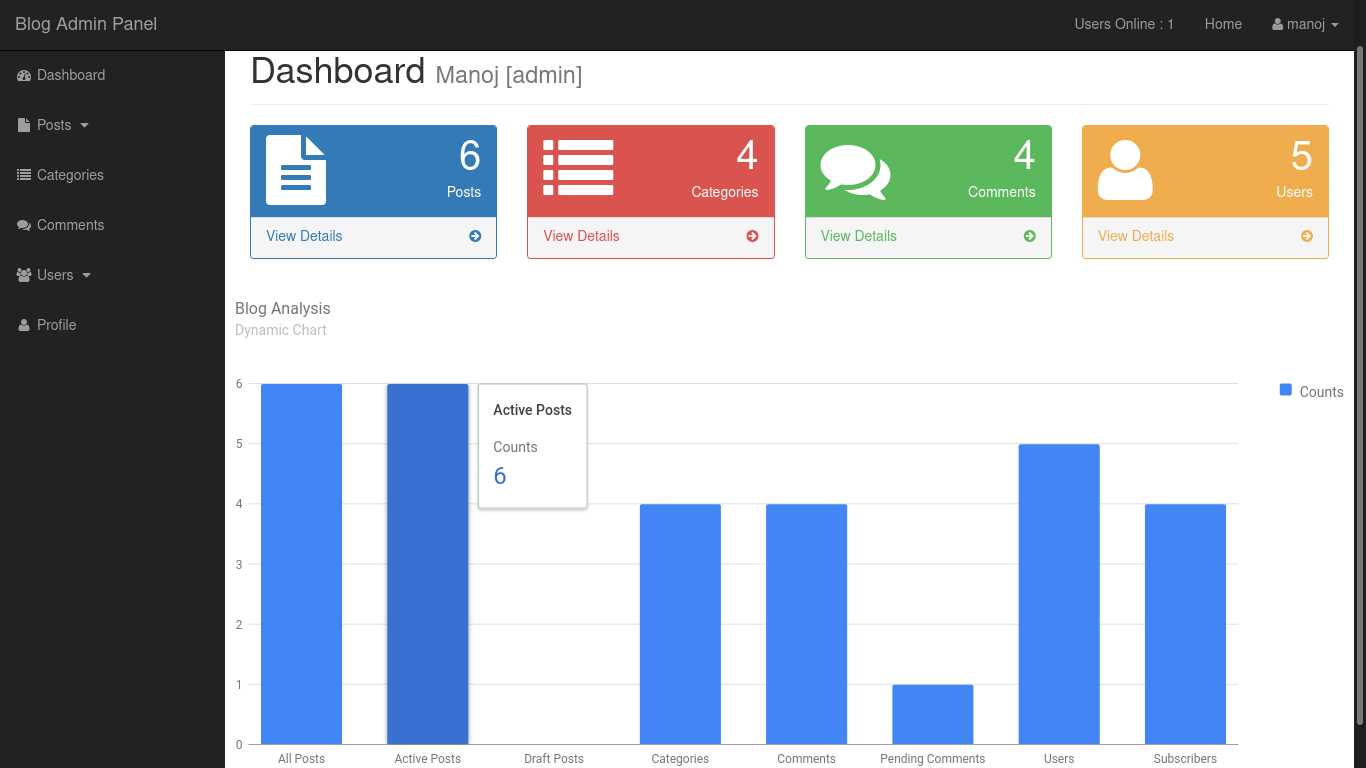 Blog Admin Panel
Users Online : 1 Home manoj
Dashboard
Posts
Categories
Comments
Users
Profile
Dashboard Manoj [admin]
6
Posts
View Details
4
Categories
View Details
4
Comments
View Details
5
Users
View Details
Blog Analysis
Dynamic Chart
6
5
4
3
2
1
0
Active Posts
Counts
6
Counts
All Posts Active Posts Draft Posts Categories Comments Pending Comments Users Subscribers